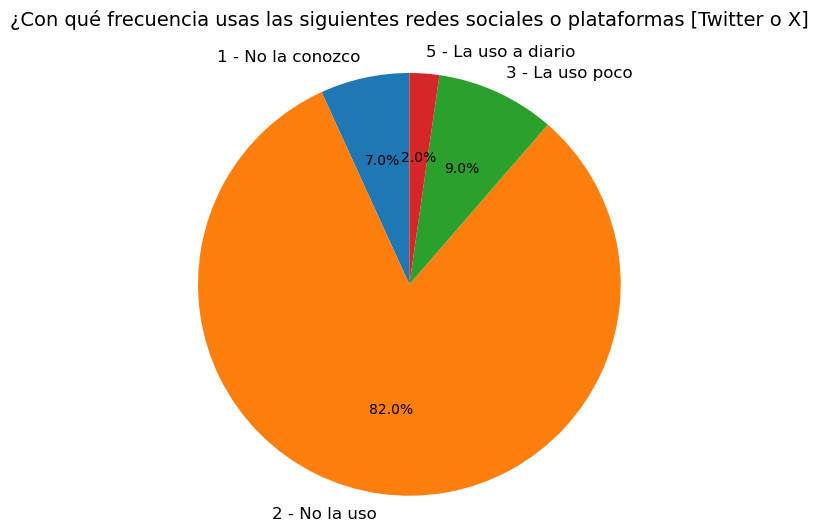 ¿Con qué frecuencia usas las siguientes redes sociales o plataformas [Twitter o X]
5 - La uso a diario
1 - No la conozco
3 - La uso poco
7.0%
2.0%
9.0%
82.0%
2 - No la uso